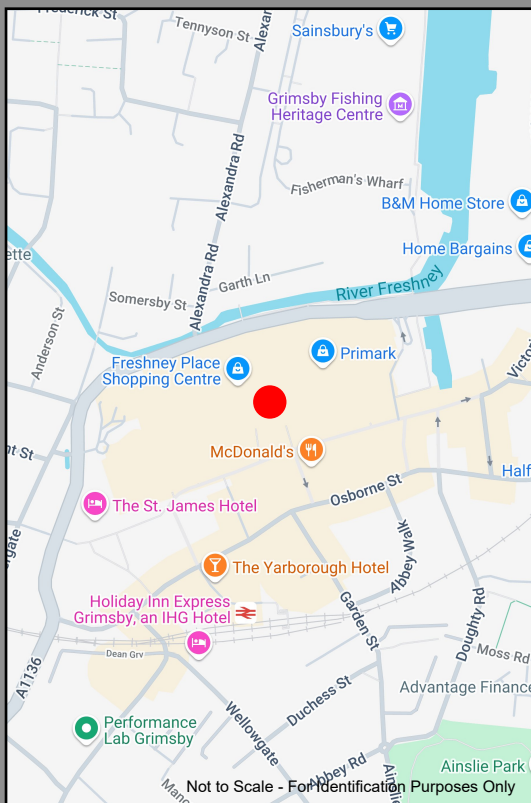 Frederick St
Tennyson St
Sainsbury's
Grimsby Fishing
Heritage Centre
Alexandra Rd
Fisherman's Wharf
B&M Home Store
Home Bargains
River Freshney
Garth Ln
Somersby St
Alexandra Rd
Anderson St
Freshney Place
Shopping Centre
Primark
McDonald's
Osborne St
The St. James Hotel
The Yarborough Hotel
Abbey Walk
Holiday Inn Express
Grimsby, an IHG Hotel
Garden St
Doughty Rd
Dean Grv
Moss Rd
A1136
Duchess St
Advantage Finance
Wellowgate
Performance
Lab Grimsby
Abbey Rd
Ainslie Park
Not to Scale - For Identification Purposes Only